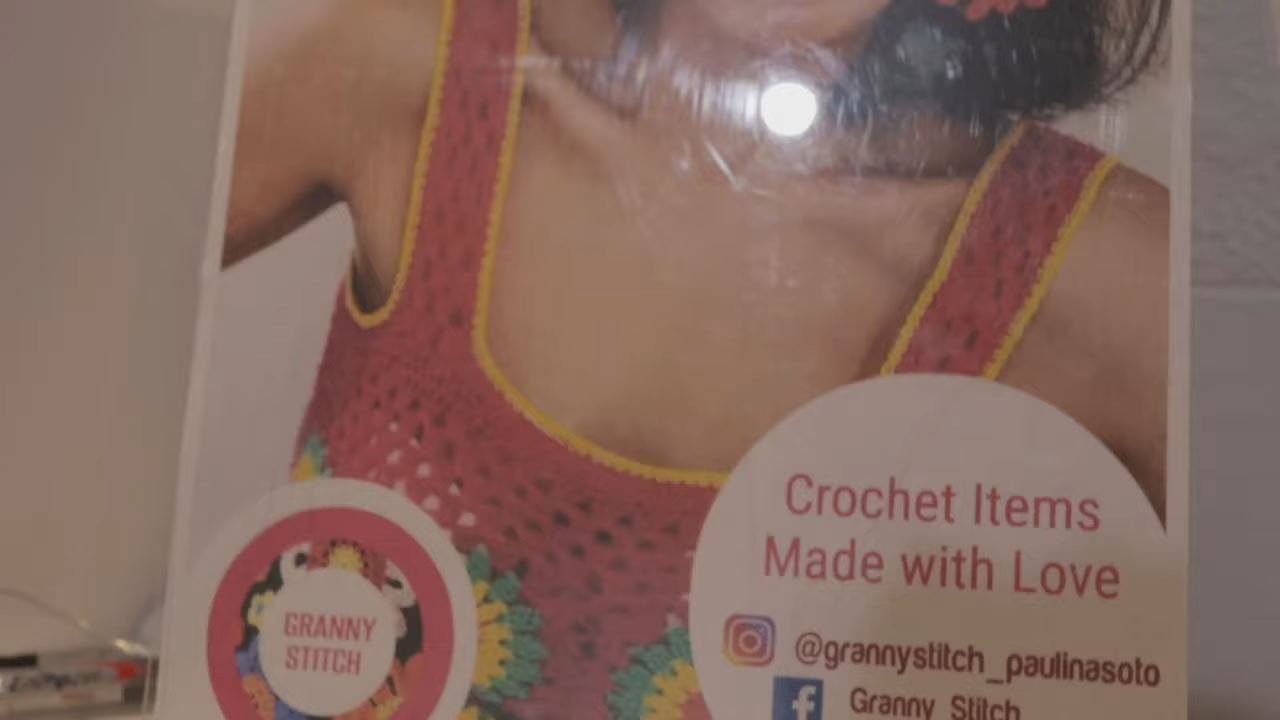 Crochet Items
Made with Love
GRANNY
STITCH
@grannystitch_paulinasoto
Granny Stitch